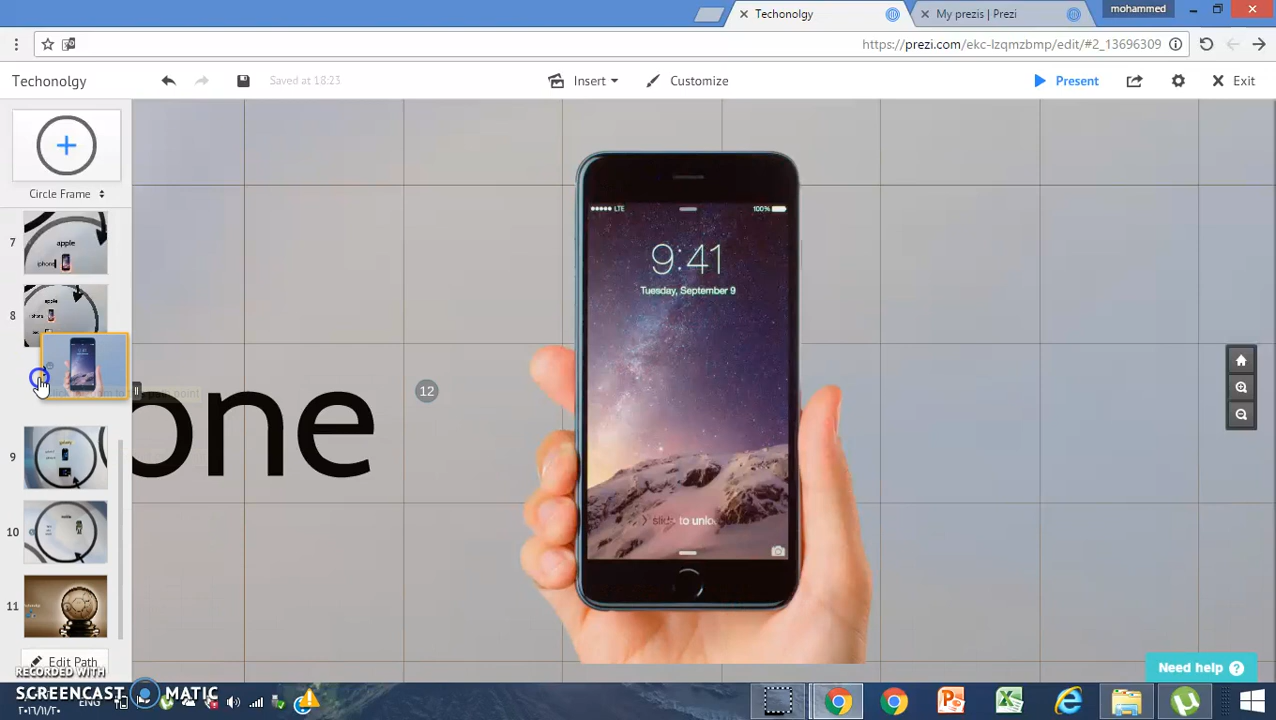 Techonolgy
My prezis | Prezi
mohammed
https://prezi.com/ekc-lzqmzbmp/edit/#2_13696309
Techonolgy
Saved at 18:23
Insert
Customize
Present
Exit
Circle Frame
7
apple
iphone
8
apple
9
10
11
Edit Path
one
12
LTE
100%
9:41
Tuesday, September 9
slide to unlock
Need help ?
RECORDED WITH
SCREENCAST MATIC
ENG